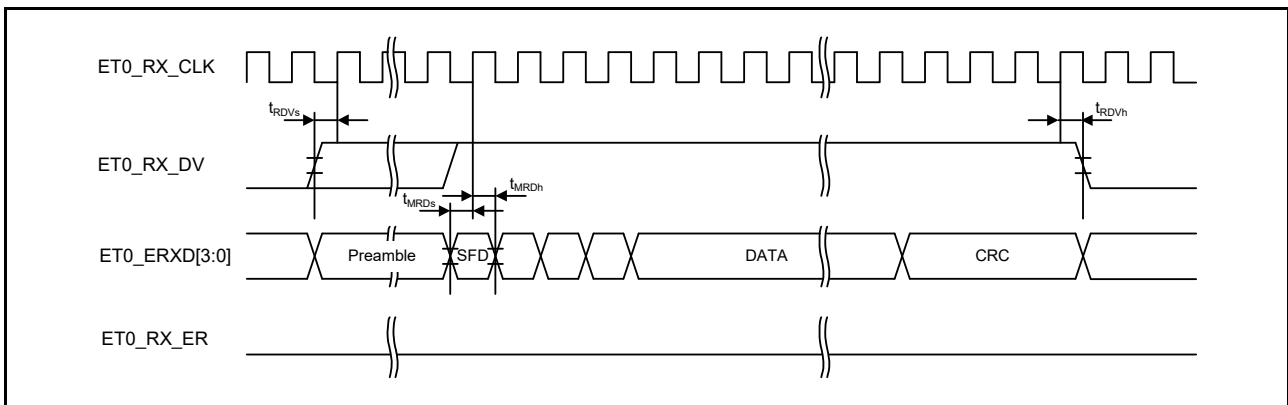 ET0_RX_CLK
tRDVs
tRDVh
ET0_RX_DV
tMRDh
tMRDs
ET0_ERXD[3:0]
Preamble
SFD
DATA
CRC
ET0_RX_ER